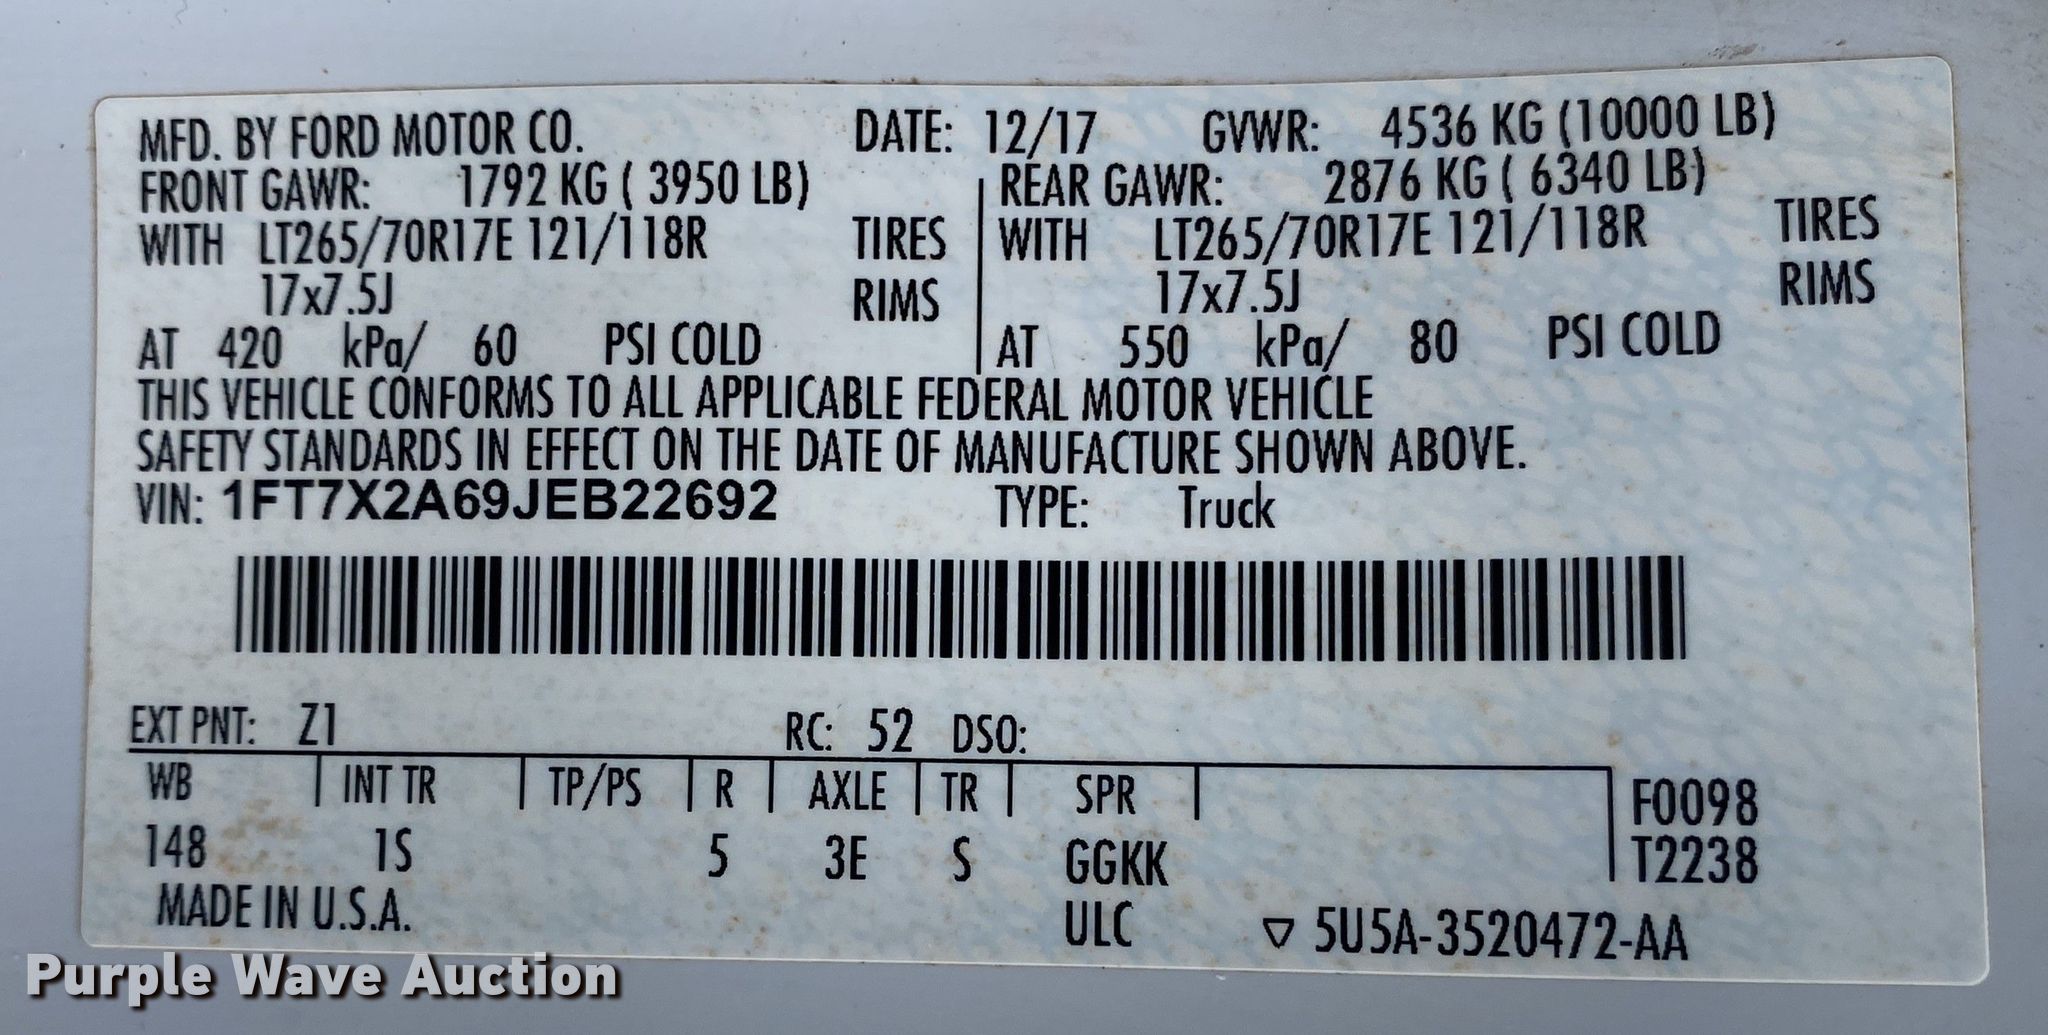 MFD. BY FORD MOTOR CO. DATE: 12/17 GVWR: 4536 KG (10000 LB)
FRONT GAWR: 1792 KG ( 3950 LB) REAR GAWR: 2876 KG ( 6340 LB)
WITH LT265/70R17E 121/118R TIRES WITH LT265/70R17E 121/118R TIRES
17x7.5J RIMS 17x7.5J RIMS
AT 420 kPa/ 60 PSI COLD AT 550 kPa/ 80 PSI COLD
THIS VEHICLE CONFORMS TO ALL APPLICABLE FEDERAL MOTOR VEHICLE
SAFETY STANDARDS IN EFFECT ON THE DATE OF MANUFACTURE SHOWN ABOVE.
VIN: 1FT7X2A69JEB22692 TYPE: Truck
EXT PNT: Z1 RC: 52 DSO:
WB INT TR TP/PS R AXLE TR SPR F0098
148 1S 5 3E S GGKK T2238
MADE IN U.S.A. ULC ▽ 5U5A-3520472-AA
Purple Wave Auction